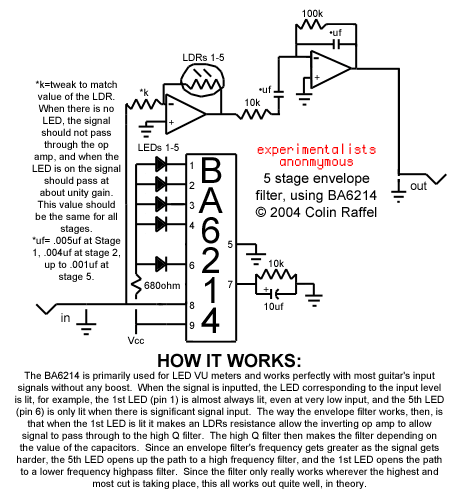 100k
•uf
LDRs 1-5
*k=tweak to match
value of the LDR.
When there is no
LED, the signal
should not pass
through the op
amp, and when the
LED is on the signal
should pass at
about unity gain.
This value should
be the same for all
stages.
*uf= .005uf at Stage
1, .004uf at stage 2,
up to .001uf at
stage 5.
*k
•uf
10k
LEDs 1-5
experimentalists
anonmymous
5 stage envelope
filter, using BA6214
© 2004 Colin Raffel
out
BA6214
1
2
3
4
6
8
9
5
7
680ohm
10k
10uf
in
Vcc
HOW IT WORKS:
The BA6214 is primarily used for LED VU meters and works perfectly with most guitar's input
signals without any boost. When the signal is inputted, the LED corresponding to the input level
is lit, for example, the 1st LED (pin 1) is almost always lit, even at very low input, and the 5th LED
(pin 6) is only lit when there is significant signal input. The way the envelope filter works, then, is
that when the 1st LED is lit it makes an LDRs resistance allow the inverting op amp to allow
signal to pass through to the high Q filter. The high Q filter then makes the filter depending on
the value of the capacitors. Since an envelope filter's frequency gets greater as the signal gets
harder, the 5th LED opens up the path to a high frequency filter, and the 1st LED opens the path
to a lower frequency highpass filter. Since the filter only really works wherever the highest and
most cut is taking place, this all works out quite well, in theory.